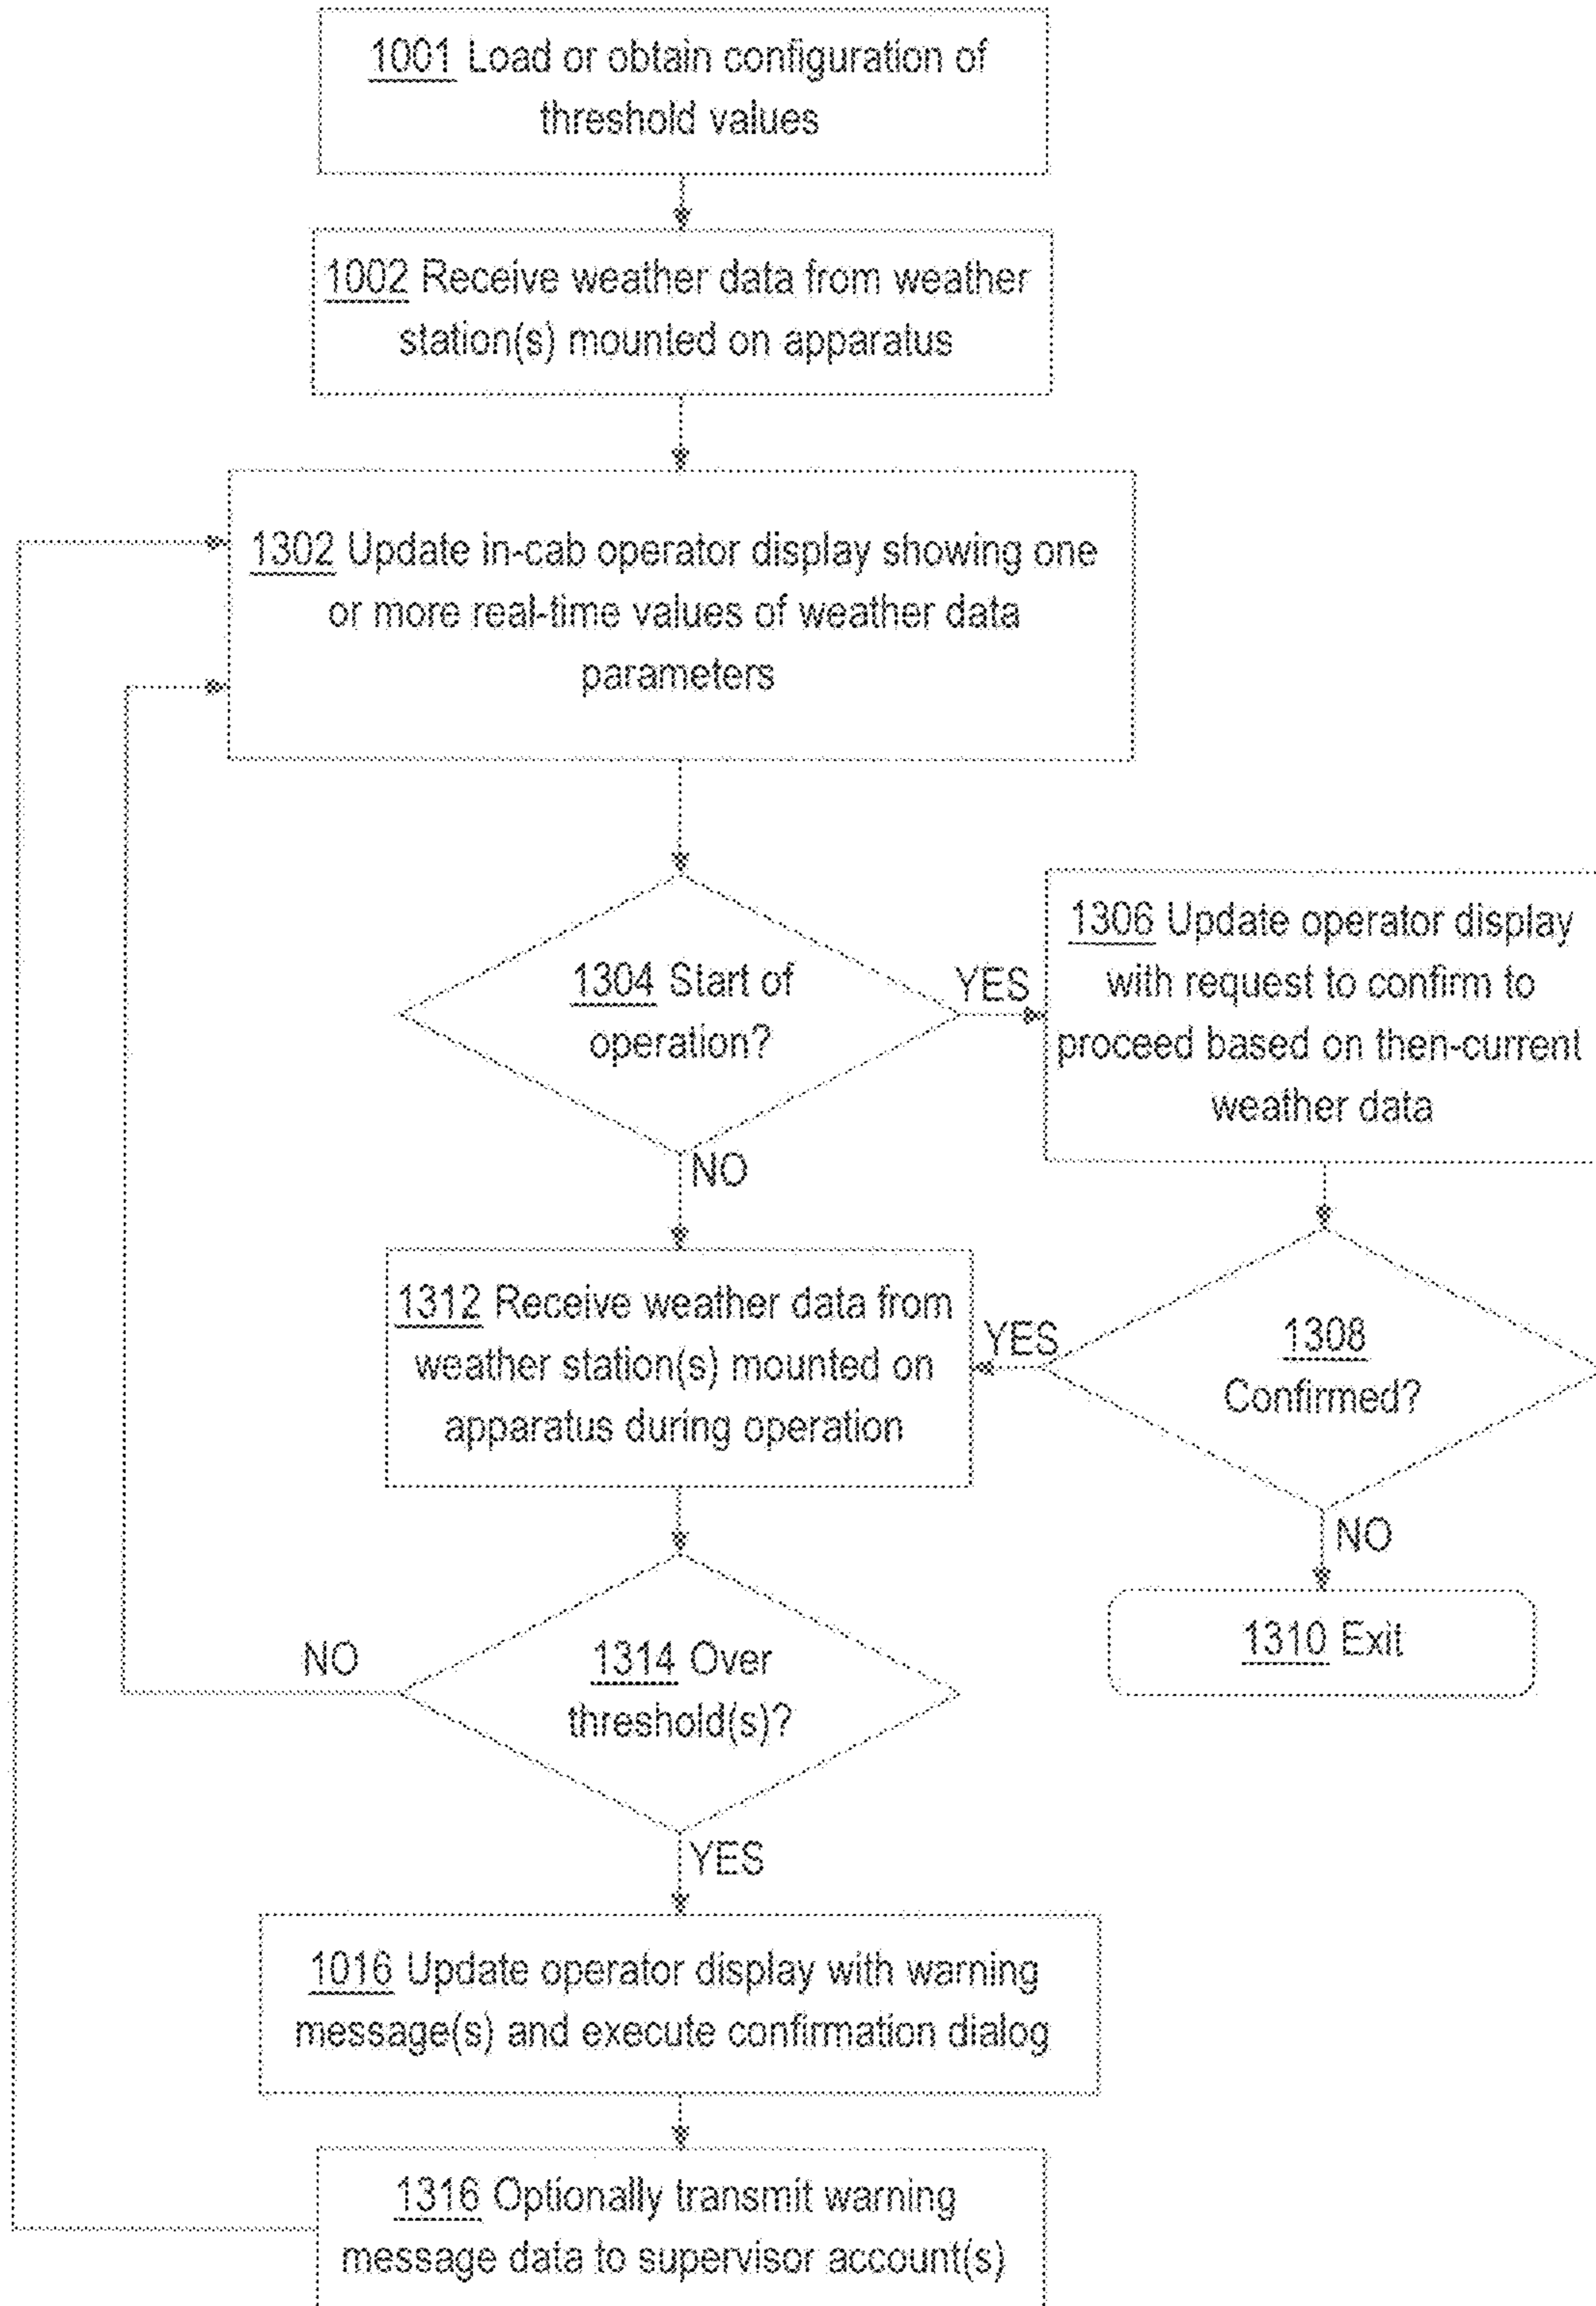 1001 Load or obtain configuration of
threshold values
1002 Receive weather data from weather
station(s) mounted on apparatus
1302 Update in-cab operator display showing one
or more real-time values of weather data
parameters
1304 Start of
operation?
YES
1306 Update operator display
with request to confirm to
proceed based on then-current
weather data
NO
1312 Receive weather data from
weather station(s) mounted on
apparatus during operation
YES
1308
Confirmed?
NO
1310 Exit
NO
1314 Over
threshold(s)?
YES
1016 Update operator display with warning
message(s) and execute confirmation dialog
1316 Optionally transmit warning
message data to supervisor account(s)